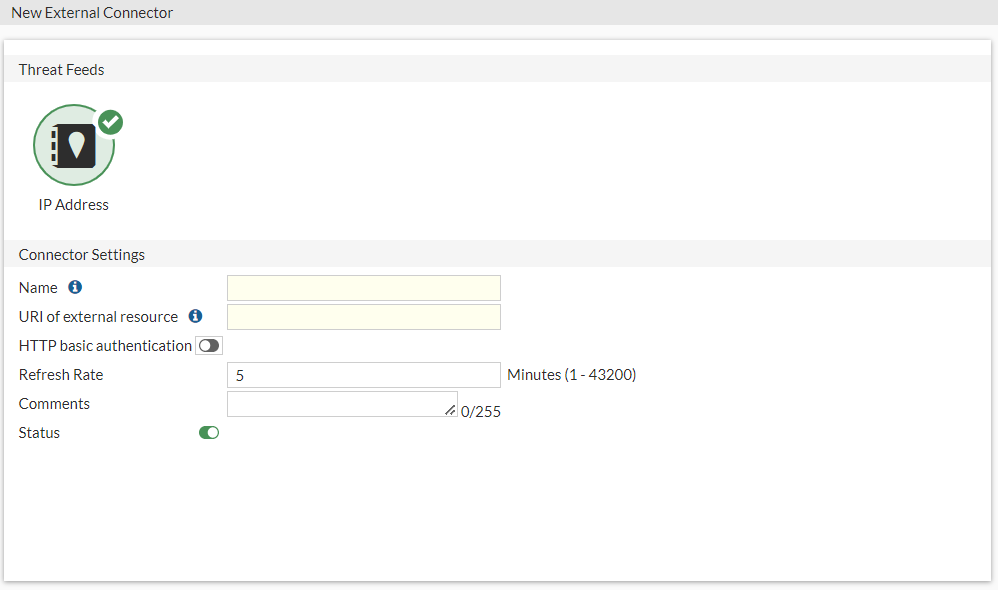 New External Connector
Threat Feeds
IP Address
Connector Settings
Name
URI of external resource
HTTP basic authentication
Refresh Rate 5 Minutes (1 - 43200)
Comments 0/255
Status